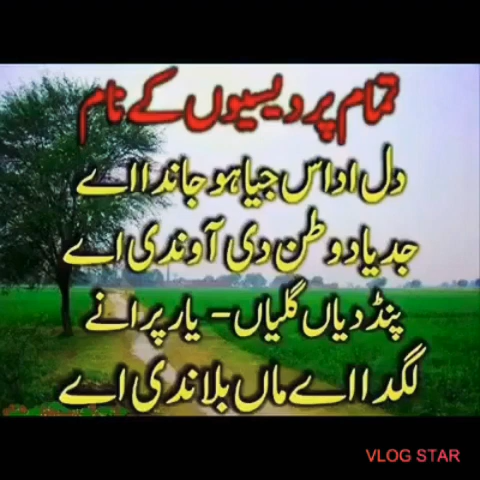 تمام پردیسیوں کے نام
دل اداس جیا ہو جاندا اے
جد یاد وطن دی آوندی اے
پنڈ دیاں گلیاں - یار پرانے
لگدا اے ماں بلاندی اے
VLOG STAR